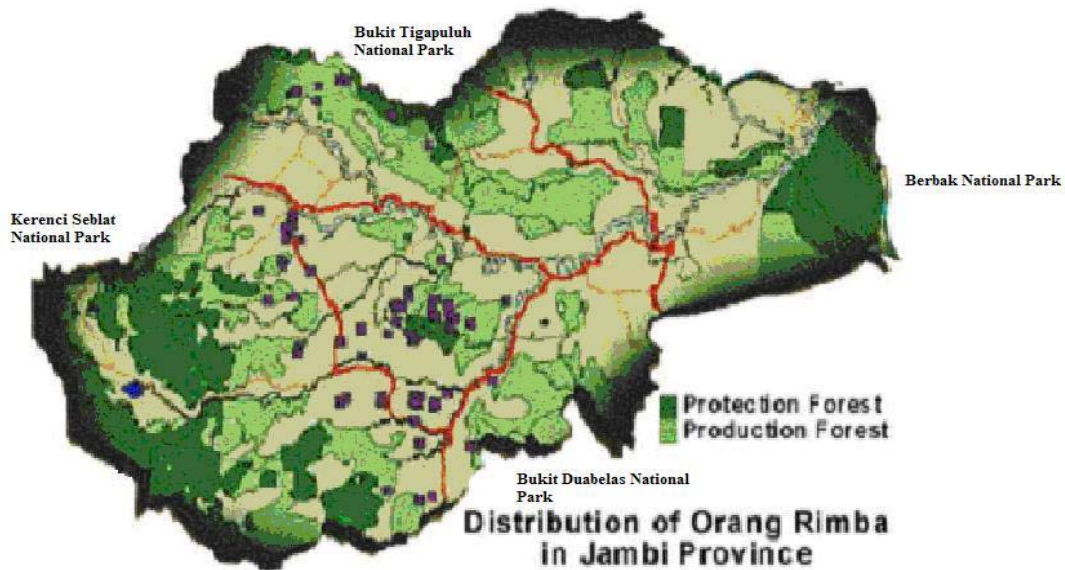 Bukit Tigapuluh
National Park
Berbak National Park
Kerenci Seblat
National Park
Protection Forest
Production Forest
Bukit Duabelas National
Park
Distribution of Orang Rimba
in Jambi Province